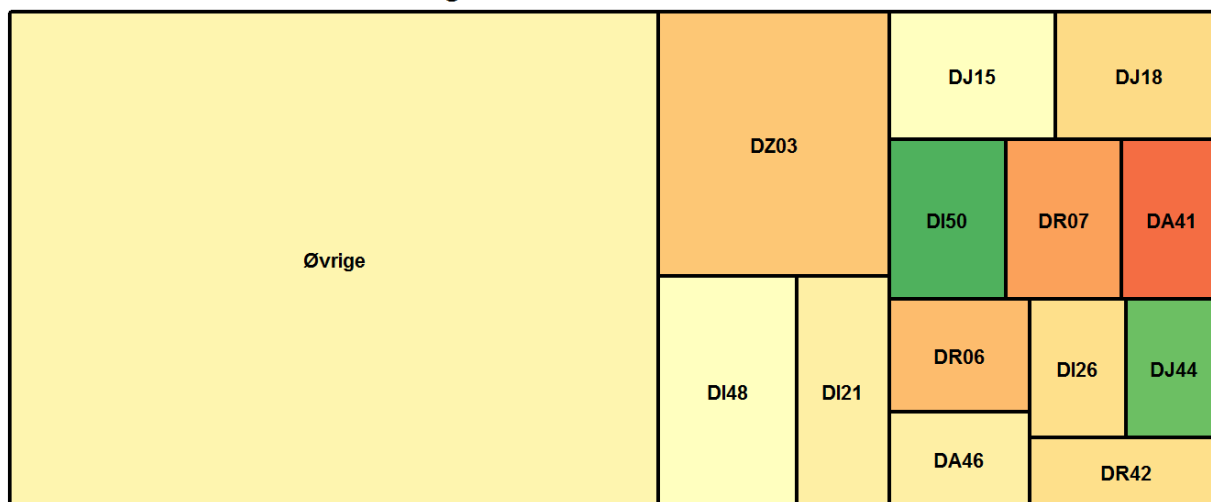 Øvrige
DZ03
DI48
DI21
DJ15
DJ18
DI50
DR07
DA41
DR06
DI26
DJ44
DA46
DR42